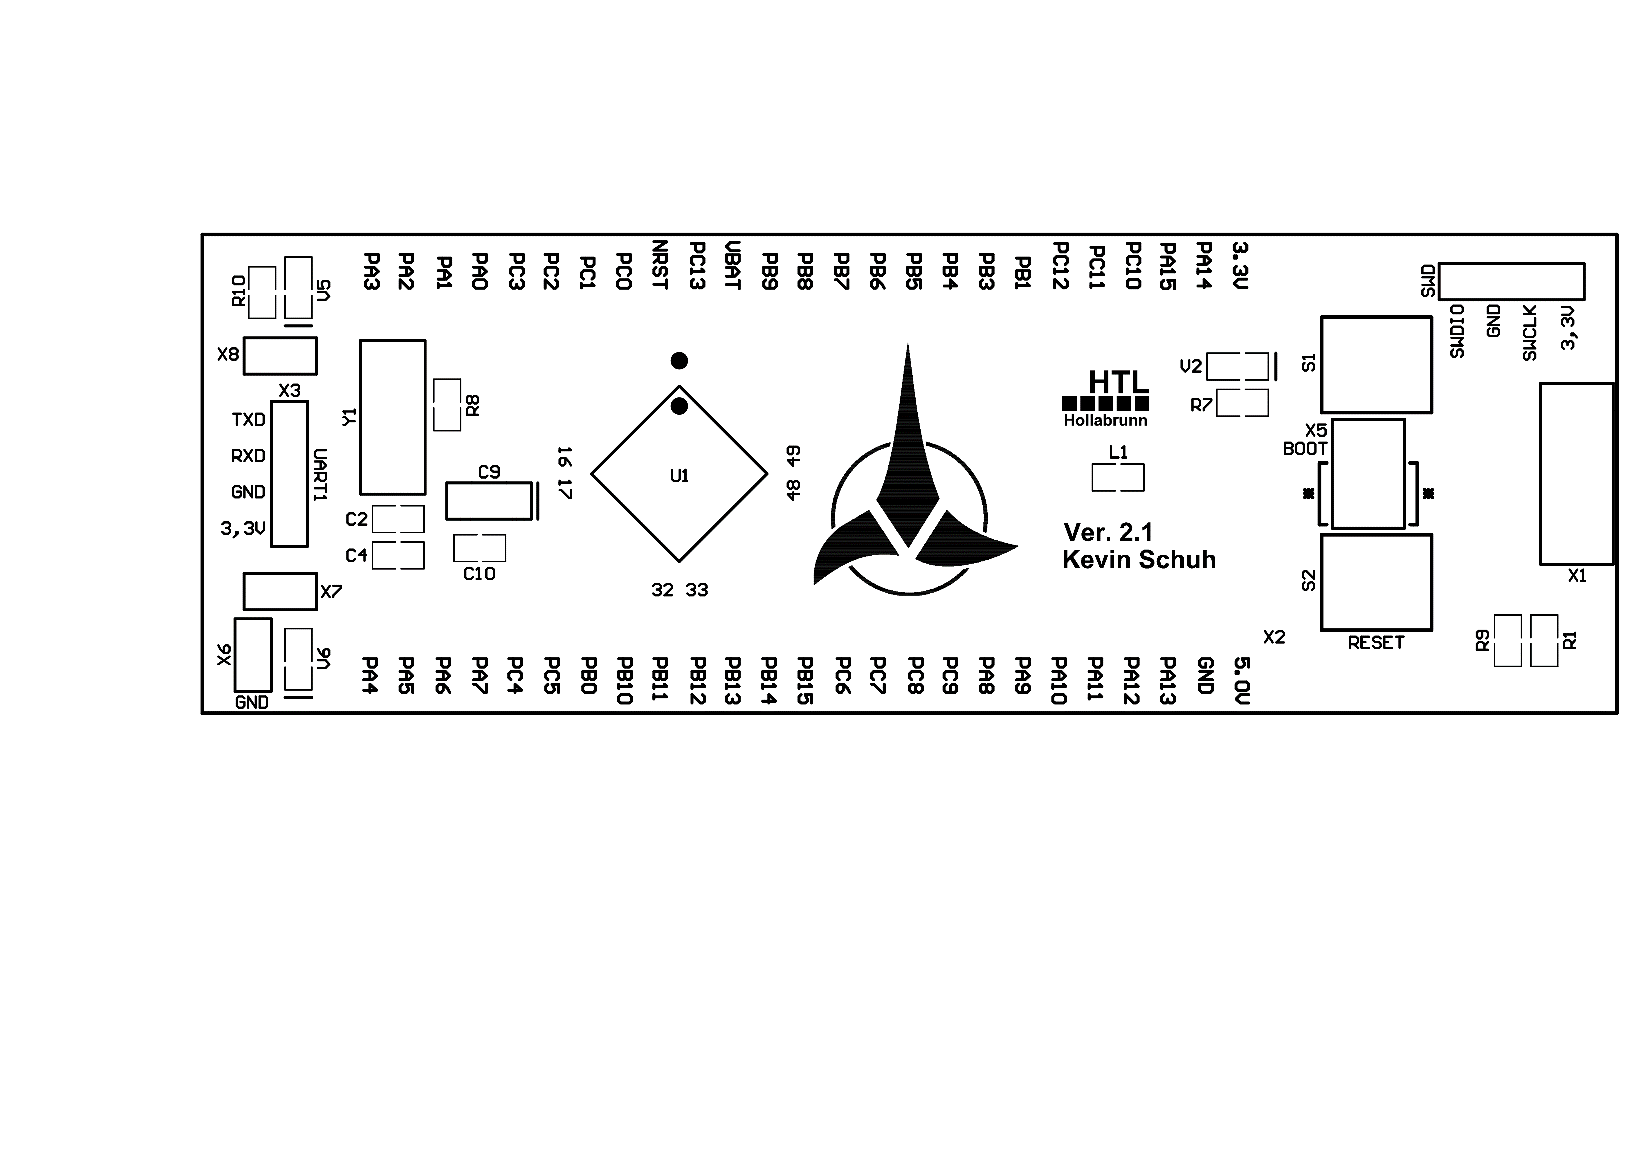 PA3 PA2 PA1 PA0 PC3 PC2 PC1 PC0 NRST PC13 VBAT PB9 PB8 PB7 PB6 PB5 PB4 PB3 PB1 PC12 PC11 PC10 PA15 PA14 3.3V
R10
V5
SWD
SWDIO
GND
SWCLK
3,3V
X8
X3
TXD
RXD
GND
3,3V
UART1
Y1
R8
C9
C2
C4
C10
16 17
U1
48 49
32 33
HTL
Hollabrunn
L1
Ver. 2.1
Kevin Schuh
V2
R7
S1
X5
BOOT
S2
X2
RESET
X1
R9
R1
X7
X6
V6
GND
PA4 PA5 PA6 PA7 PC4 PC5 PB0 PB10 PB11 PB12 PB13 PB14 PB15 PC6 PC7 PC8 PC9 PA8 PA9 PA10 PA11 PA12 PA13 GND 5.0V